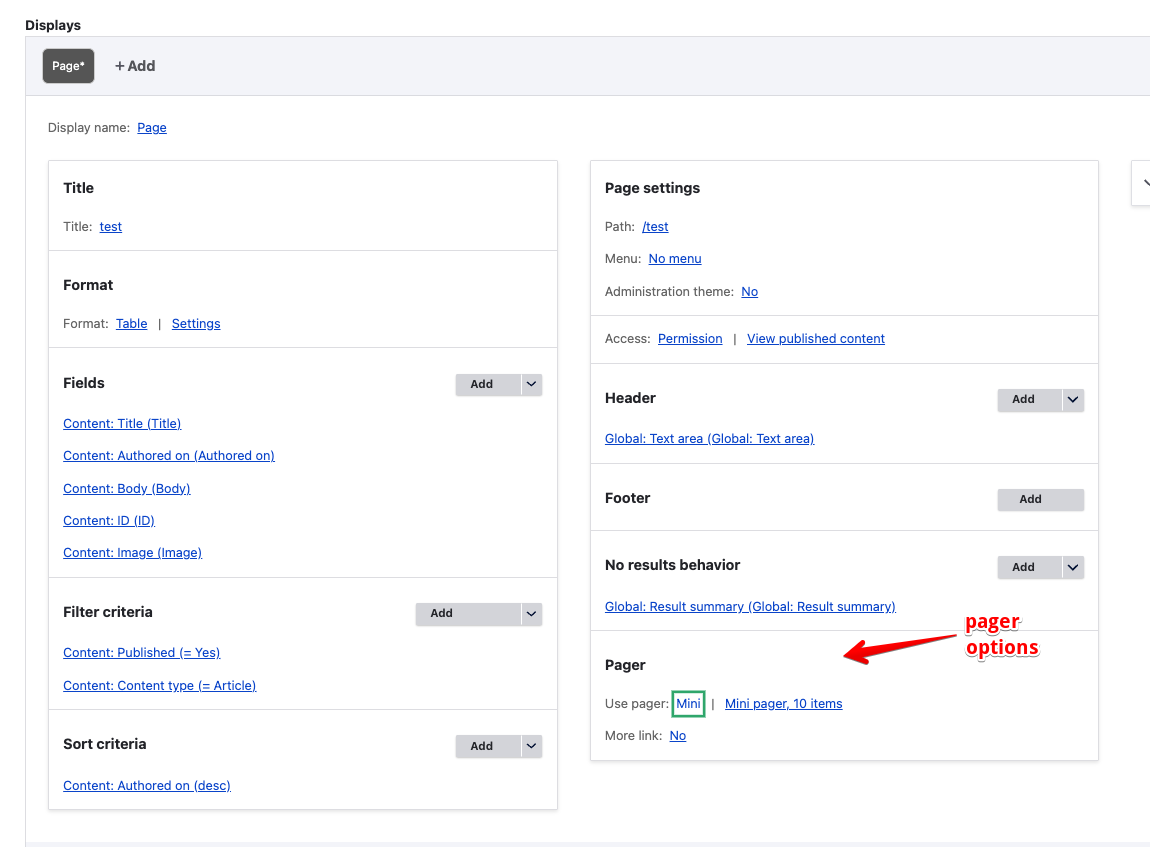 Displays
Page*
+ Add
Display name: Page
Title
Title: test
Format
Format: Table | Settings
Fields
Add
Content: Title (Title)
Content: Authored on (Authored on)
Content: Body (Body)
Content: ID (ID)
Content: Image (Image)
Filter criteria
Add
Content: Published (= Yes)
Content: Content type (= Article)
Sort criteria
Add
Content: Authored on (desc)
Page settings
Path: /test
Menu: No menu
Administration theme: No
Access: Permission | View published content
Header
Add
Global: Text area (Global: Text area)
Footer
Add
No results behavior
Add
Global: Result summary (Global: Result summary)
pager
options
Pager
Use pager: Mini | Mini pager, 10 items
More link: No